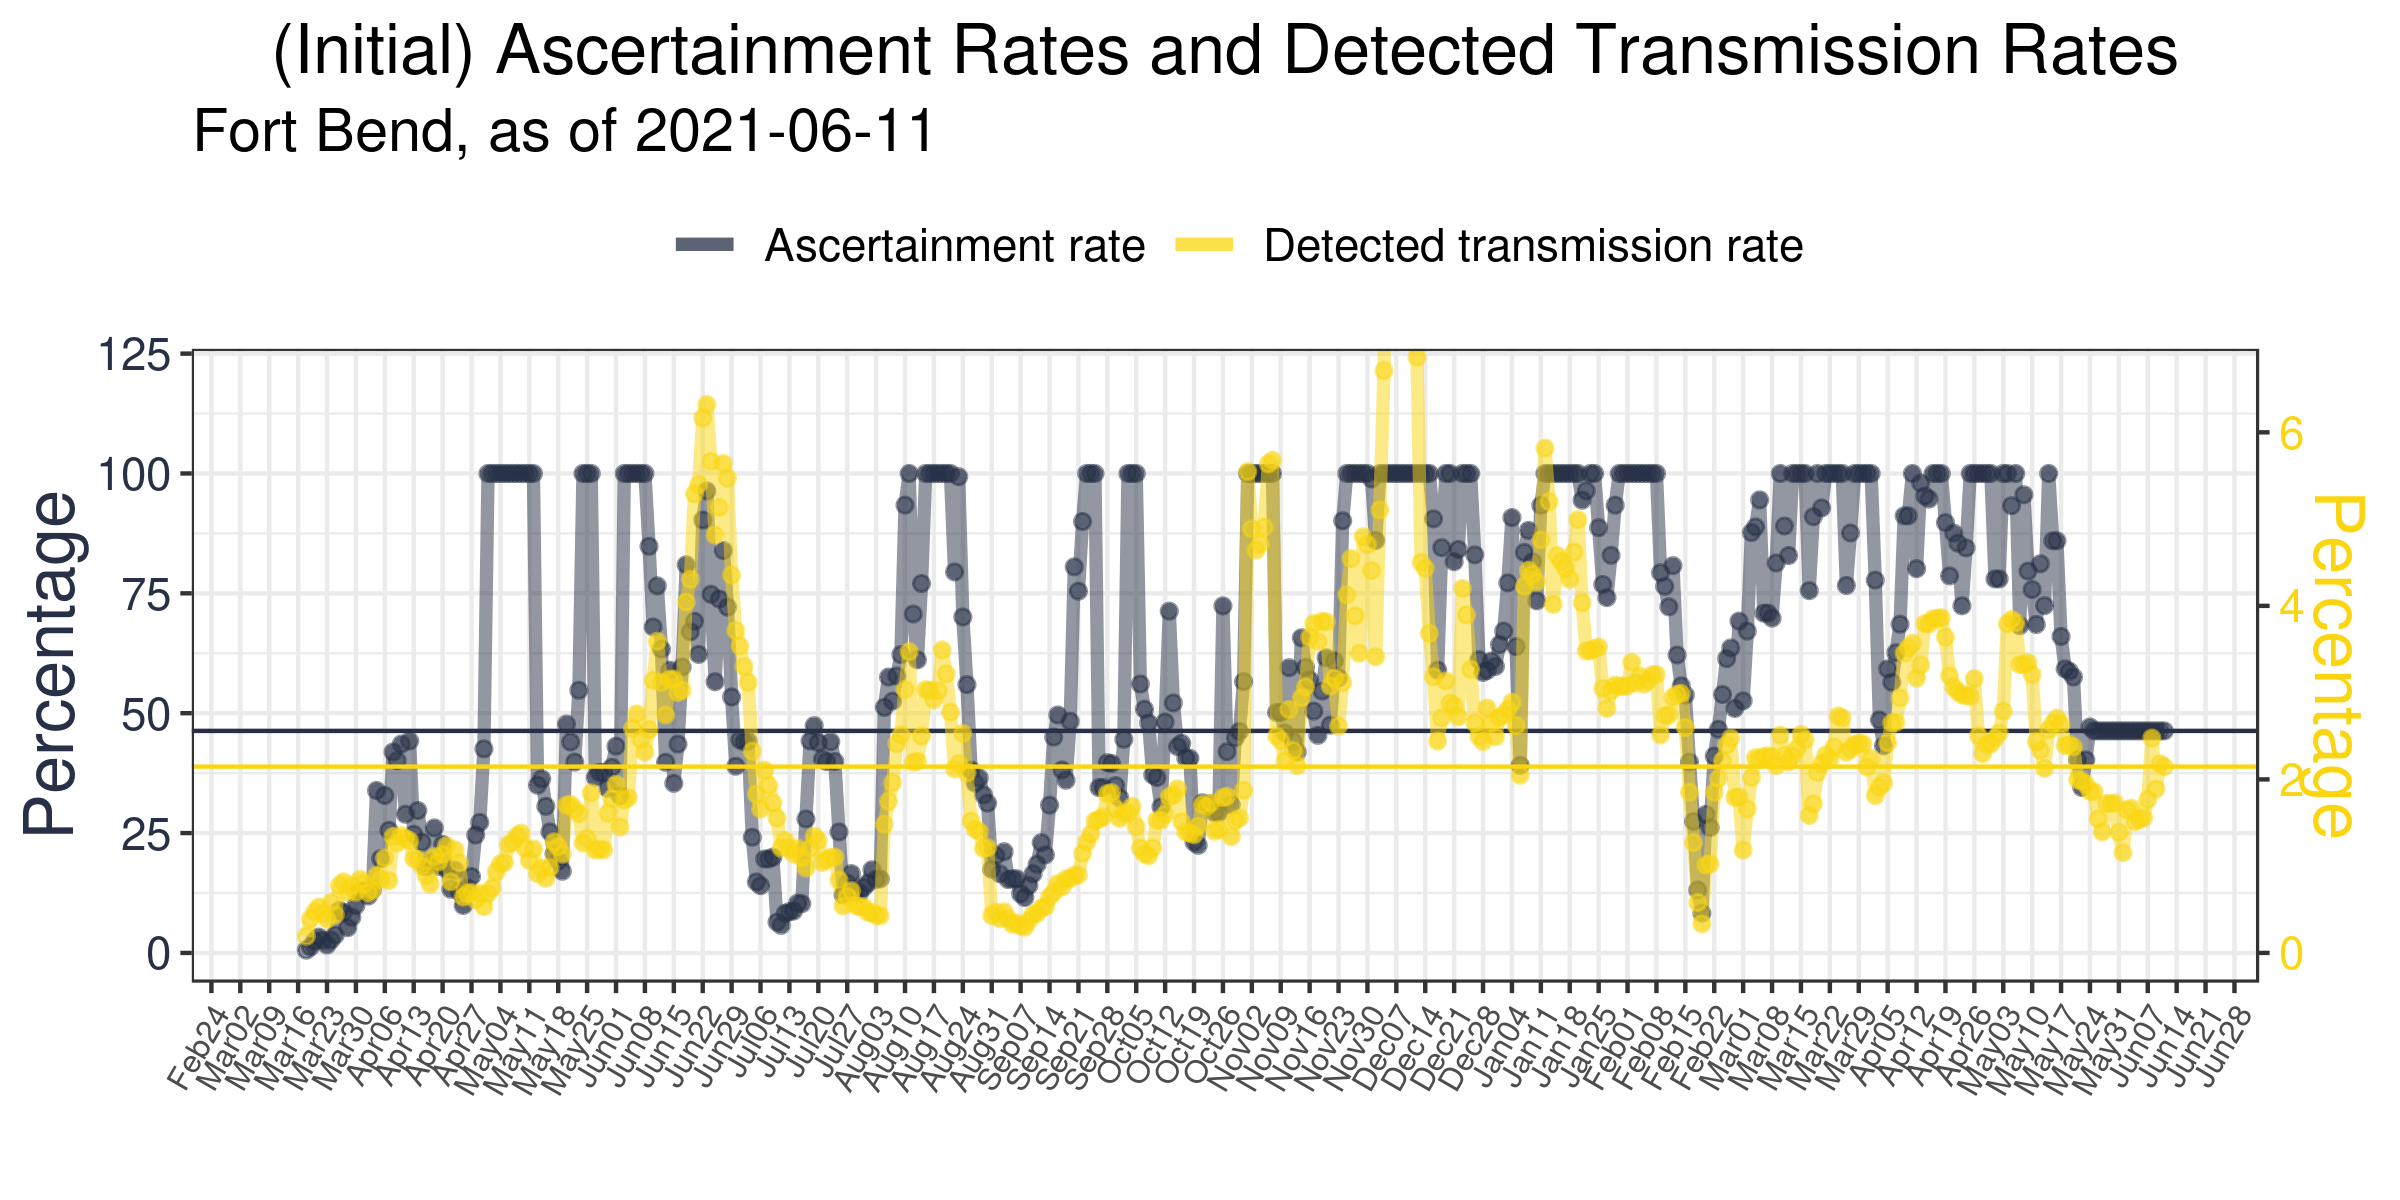 (Initial) Ascertainment Rates and Detected Transmission Rates
Fort Bend, as of 2021-06-11
Ascertainment rate Detected transmission rate
Percentage
125
100
75
50
25
0
6
4
2
0
Percentage
Feb24 Mar02 Mar09 Mar16 Mar23 Mar30 Apr06 Apr13 Apr20 Apr27 May04 May11 May18 May25 Jun01 Jun08 Jun15 Jun22 Jun29 Jul06 Jul13 Jul20 Jul27 Aug03 Aug10 Aug17 Aug24 Aug31 Sep07 Sep14 Sep21 Sep28 Oct05 Oct12 Oct19 Oct26 Nov02 Nov09 Nov16 Nov23 Nov30 Dec07 Dec14 Dec21 Dec28 Jan04 Jan11 Jan18 Jan25 Feb01 Feb08 Feb15 Feb22 Mar01 Mar08 Mar15 Mar22 Mar29 Apr05 Apr12 Apr19 Apr26 May03 May10 May17 May24 May31 Jun07 Jun14 Jun21 Jun28